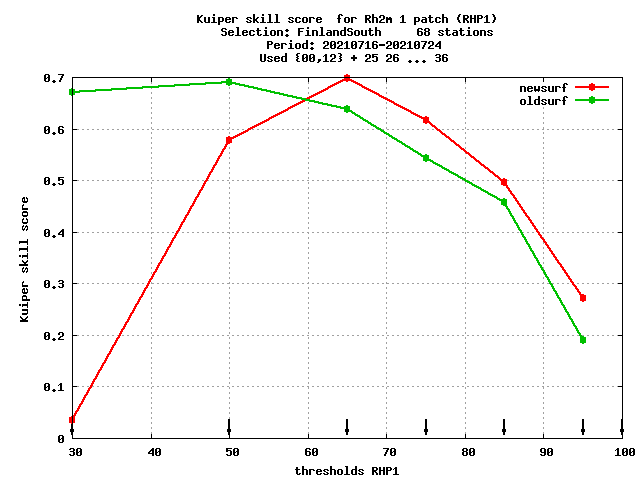 Kuiper skill score  for Rh2m 1 patch (RHP1)
Selection: FinlandSouth     68 stations
Period: 20210716-20210724
Used {00,12} + 25 26 ... 36
newsurf
oldsurf
0.7
0.6
0.5
0.4
0.3
0.2
0.1
0
Kuiper skill score
30 40 50 60 70 80 90 100
thresholds RHP1